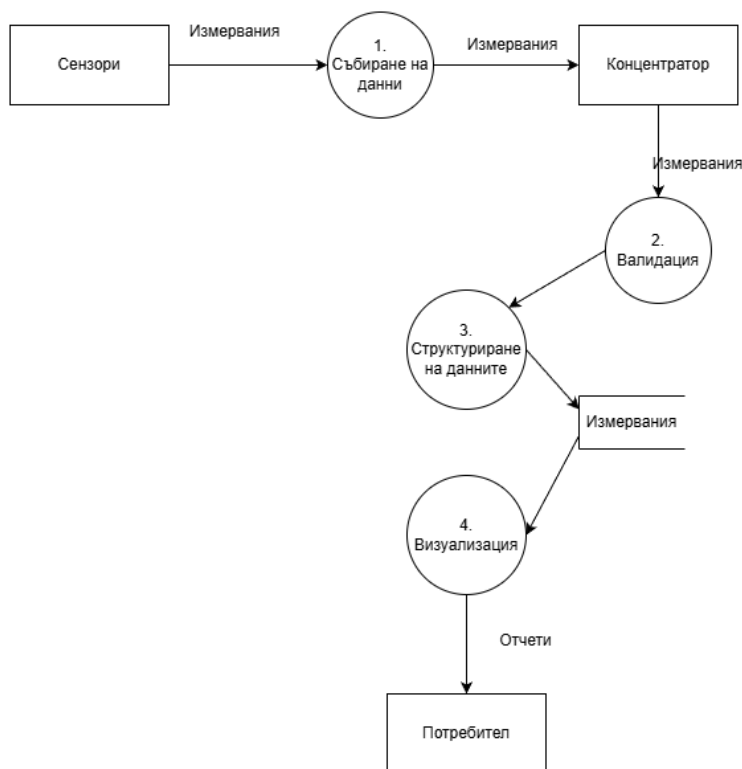 Измервания
Измервания
Сензори
1.
Събиране на
данни
Концентратор
Измервания
2.
Валидация
3.
Структуриране
на данните
Измервания
4.
Визуализация
Отчети
Потребител